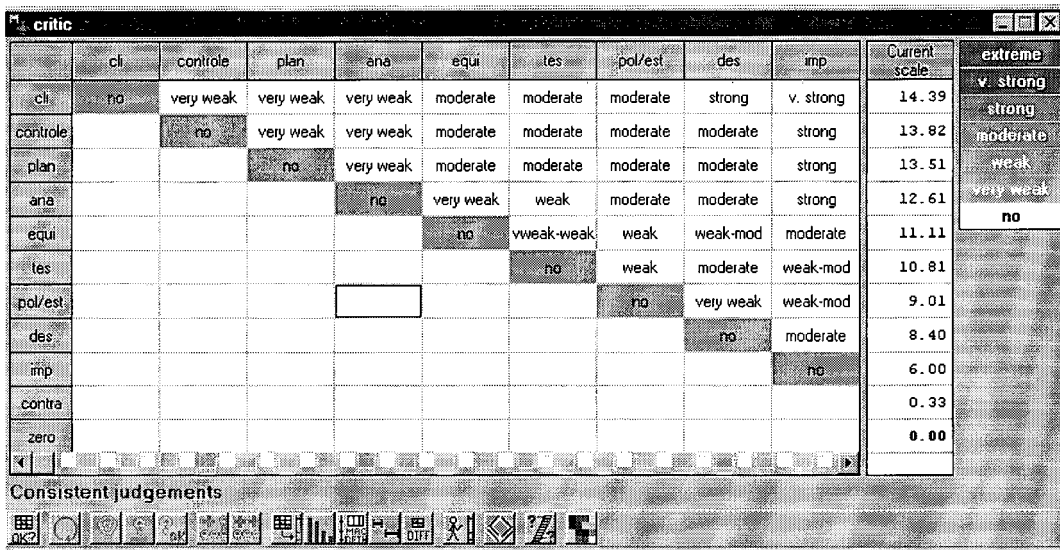 critic
cli controle plan ana equi tes pol/est des imp Current scale
cli no very weak very weak very weak moderate moderate moderate strong v. strong 14.39
controle no very weak very weak moderate moderate moderate moderate strong 13.82
plan no very weak moderate moderate moderate moderate strong 13.51
ana no very weak weak moderate moderate strong 12.61
equi no vweak-weak weak weak-mod moderate 11.11
tes no weak moderate weak-mod 10.81
pol/est no very weak weak-mod 9.01
des no moderate 8.40
imp no 6.00
contra 0.33
zero 0.00
extreme
v. strong
strong
moderate
weak
very weak
no
Consistent judgements
OK?
DIFF